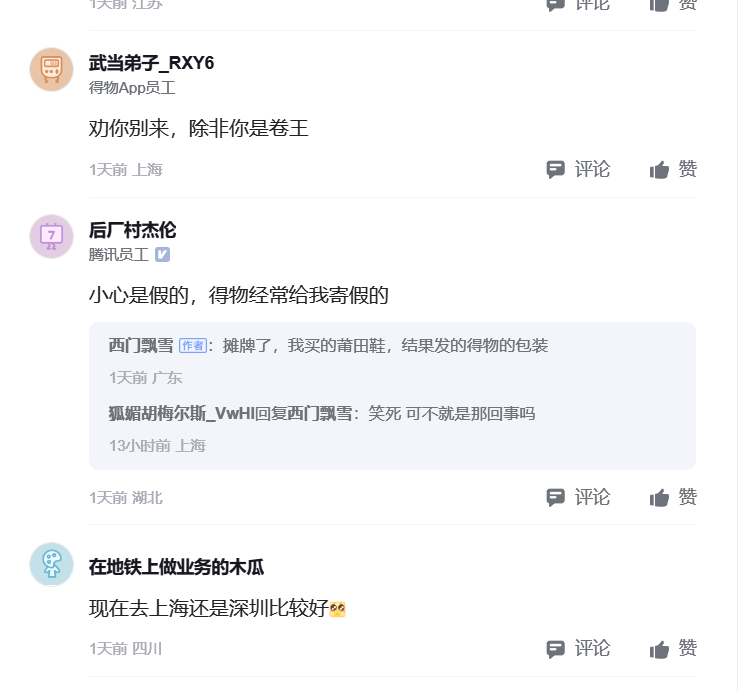 1天前 江苏
评论
赞
武当弟子_RXY6
得物App员工
劝你别来，除非你是卷王
1天前 上海
评论
赞
7
后厂村杰伦
腾讯员工 V
小心是假的，得物经常给我寄假的
西门飘雪 作者：摊牌了，我买的莆田鞋，结果发的得物的包装
1天前 广东
狐媚胡梅尔斯_VwHl回复西门飘雪：笑死 可不就是那回事吗
13小时前 上海
1天前 湖北
评论
赞
在地铁上做业务的木瓜
现在去上海还是深圳比较好
1天前 四川
评论
赞